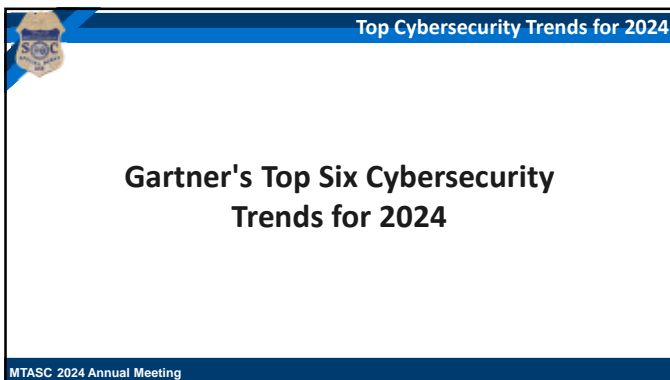 Top Cybersecurity Trends for 2024
Gartner's Top Six Cybersecurity
Trends for 2024
MTASC 2024 Annual Meeting